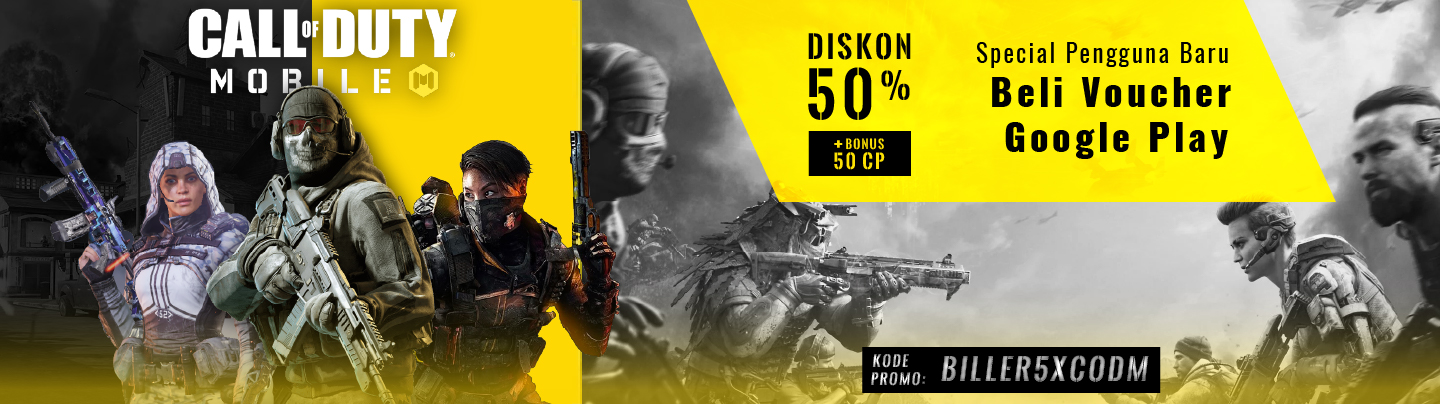 CALL OF DUTY
MOBILE
DISKON
50%
+BONUS
50 CP
Special Pengguna Baru
Beli Voucher
Google Play
KODE
PROMO:
BILLER5XCODM